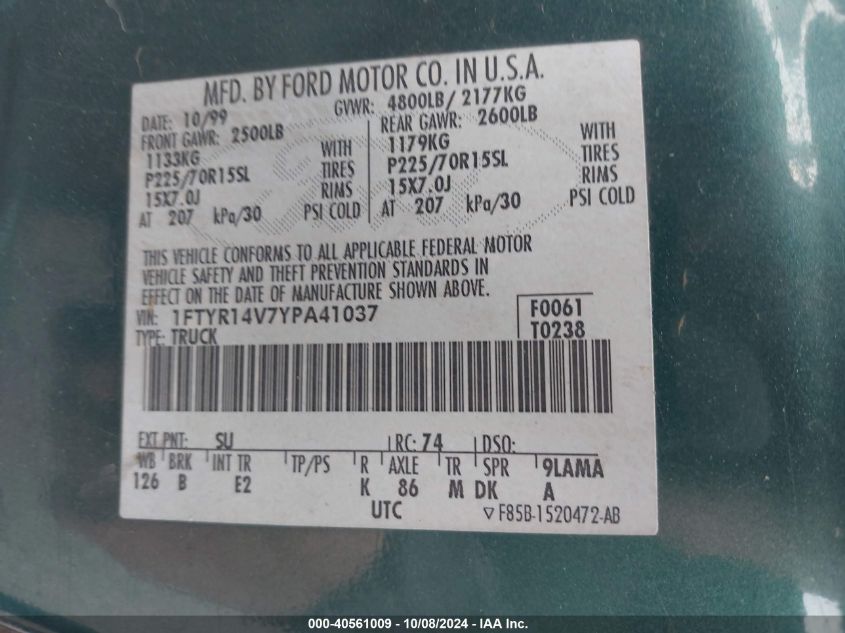 MFD. BY FORD MOTOR CO. IN U.S.A.
DATE: 10/99 GVWR: 4800LB/ 2177KG
FRONT GAWR: 2500LB REAR GAWR: 2600LB
1133KG WITH 1179KG WITH
P225/70R15SL TIRES P225/70R15SL TIRES
15X7.0J RIMS 15X7.0J RIMS
AT 207 kPa/30 PSI COLD AT 207 kPa/30 PSI COLD
THIS VEHICLE CONFORMS TO ALL APPLICABLE FEDERAL MOTOR
VEHICLE SAFETY AND THEFT PREVENTION STANDARDS IN
EFFECT ON THE DATE OF MANUFACTURE SHOWN ABOVE.
VIN: 1FTYR14V7YPA41037 F0061
TYPE: TRUCK T0238
EXT PNT: SU RC: 74 DSO:
WB BRK INT TR TP/PS R AXLE TR SPR 9LAMA
126 B E2 K 86 M DK A
UTC ▽F85B-1520472-AB
000-40561009 - 10/08/2024 - IAA Inc.